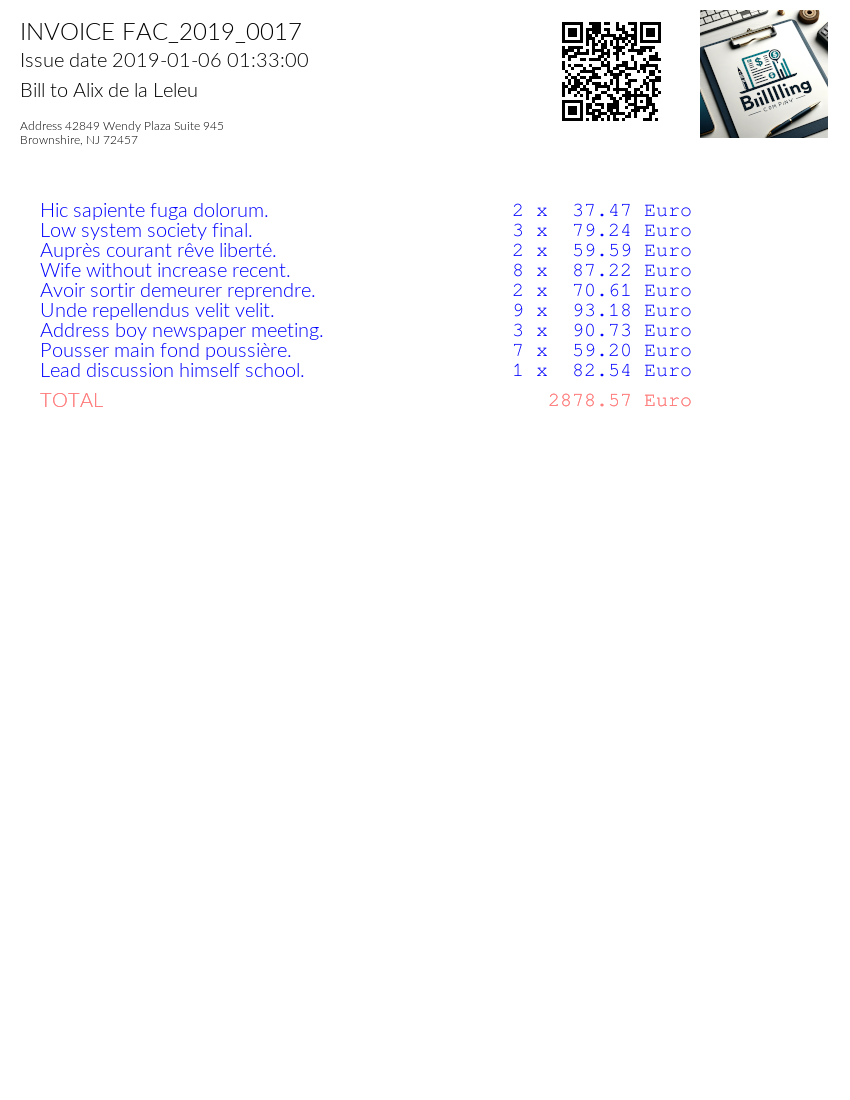 INVOICE FAC_2019_0017
Issue date 2019-01-06 01:33:00
Bill to Alix de la Leleu
Address 42849 Wendy Plaza Suite 945
Brownshire, NJ 72457
Biillling
COMPANY
Hic sapiente fuga dolorum. 2 x 37.47 Euro
Low system society final. 3 x 79.24 Euro
Auprès courant rêve liberté. 2 x 59.59 Euro
Wife without increase recent. 8 x 87.22 Euro
Avoir sortir demeurer reprendre. 2 x 70.61 Euro
Unde repellendus velit velit. 9 x 93.18 Euro
Address boy newspaper meeting. 3 x 90.73 Euro
Pousser main fond poussière. 7 x 59.20 Euro
Lead discussion himself school. 1 x 82.54 Euro
TOTAL 2878.57 Euro